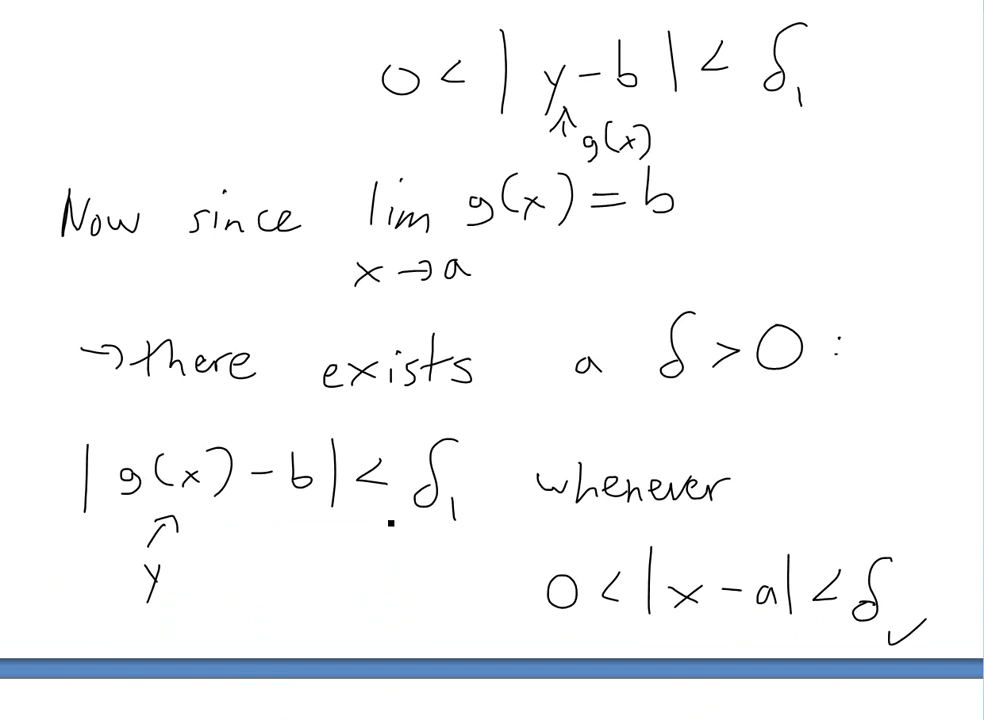 0 < | y - b | < δ₁
↑ g(x)
Now since lim g(x) = b
x → a
→ there exists a δ > 0 :
| g(x) - b | < δ₁ whenever
↑
y
0 < | x - a | < δ ✓